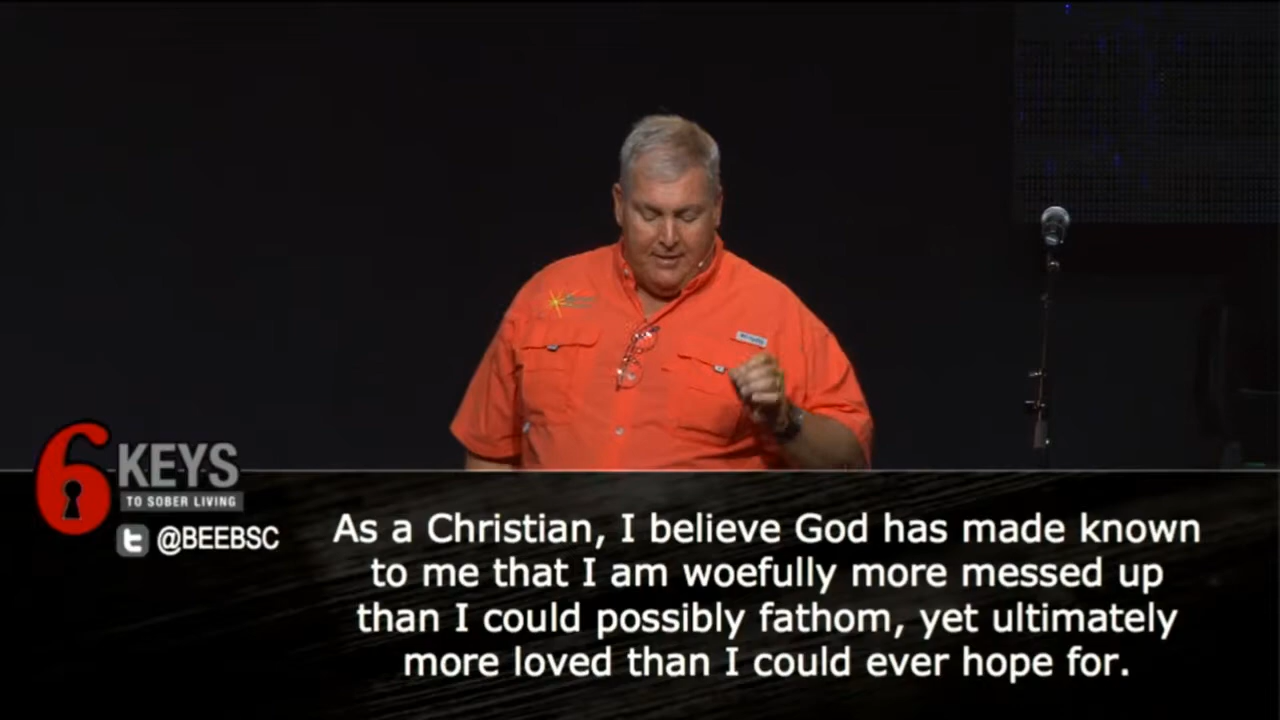 6
KEYS
TO SOBER LIVING
@BEEBSC
As a Christian, I believe God has made known
to me that I am woefully more messed up
than I could possibly fathom, yet ultimately
more loved than I could ever hope for.